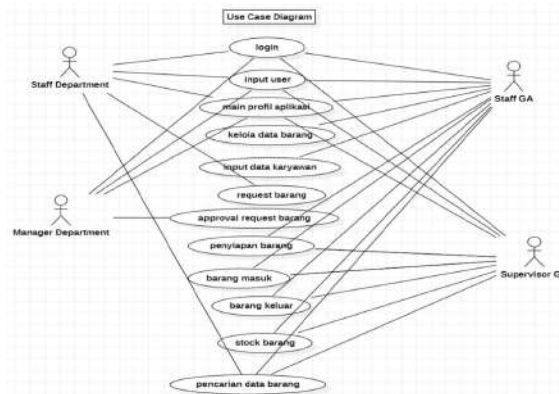 Use Case Diagram
login
Staff Department
input user
Staff GA
main profil aplikasi
kelola data barang
input data karyawan
request barang
approval request barang
Manager Department
penyiapan barang
barang masuk
Supervisor G
barang keluar
stock barang
pencarian data barang